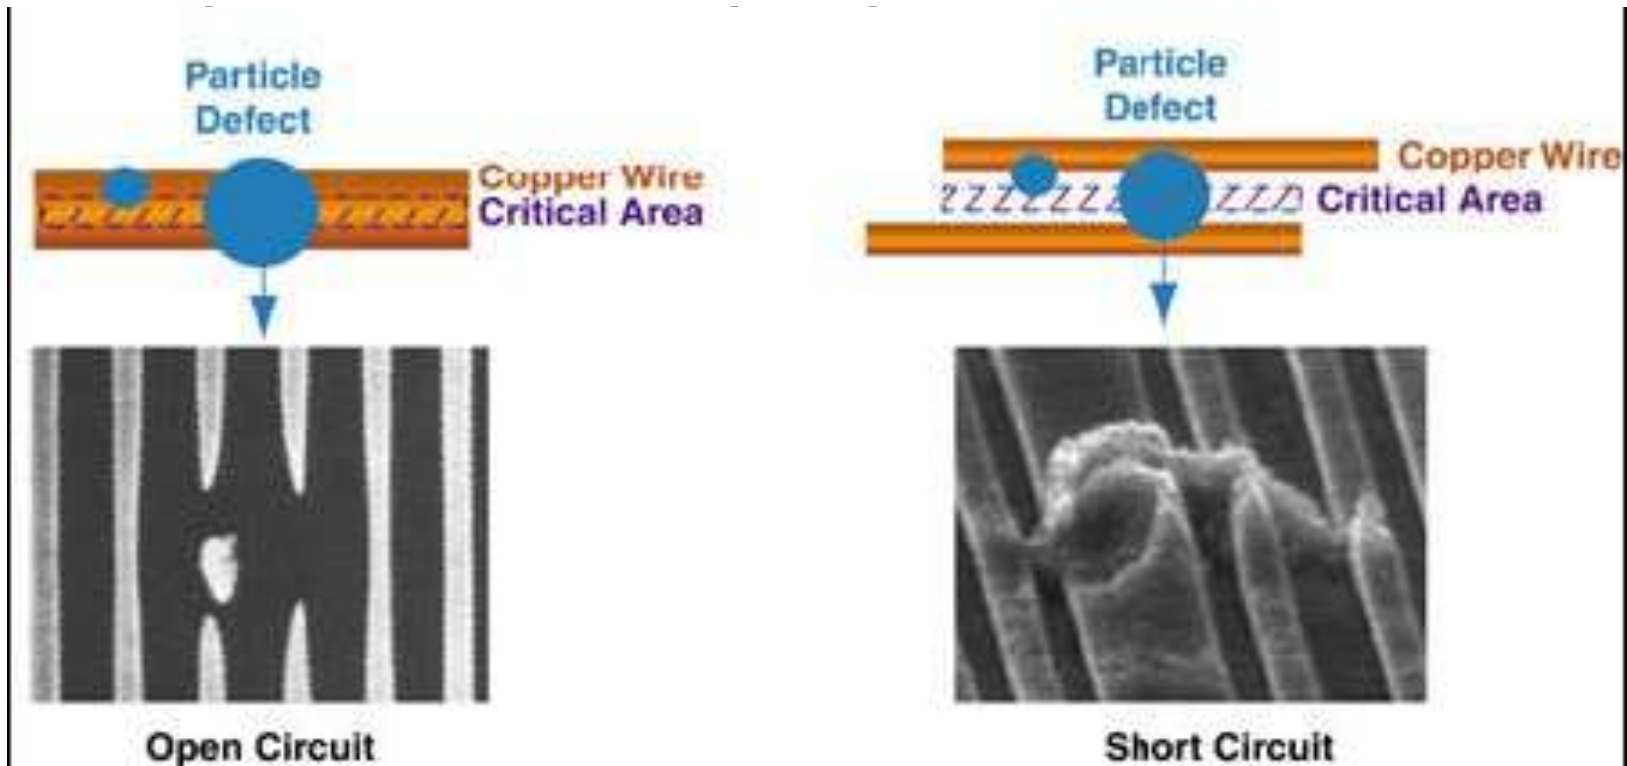 Particle
Defect
Copper Wire
Critical Area
Open Circuit
Particle
Defect
Copper Wire
Critical Area
Short Circuit